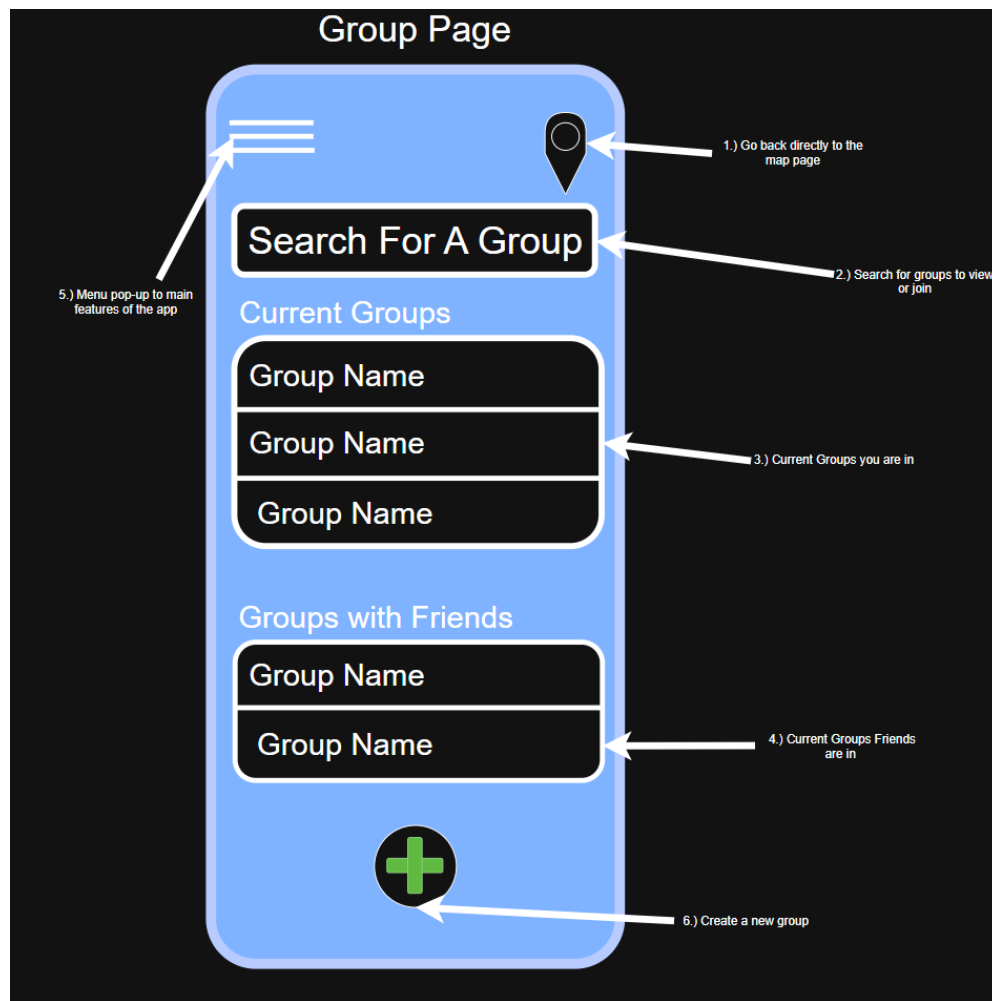 Group Page
1.) Go back directly to the
map page
Search For A Group
2.) Search for groups to view
or join
5.) Menu pop-up to main
features of the app
Current Groups
Group Name
Group Name
3.) Current Groups you are in
Group Name
Groups with Friends
Group Name
Group Name
4.) Current Groups Friends
are in
6.) Create a new group